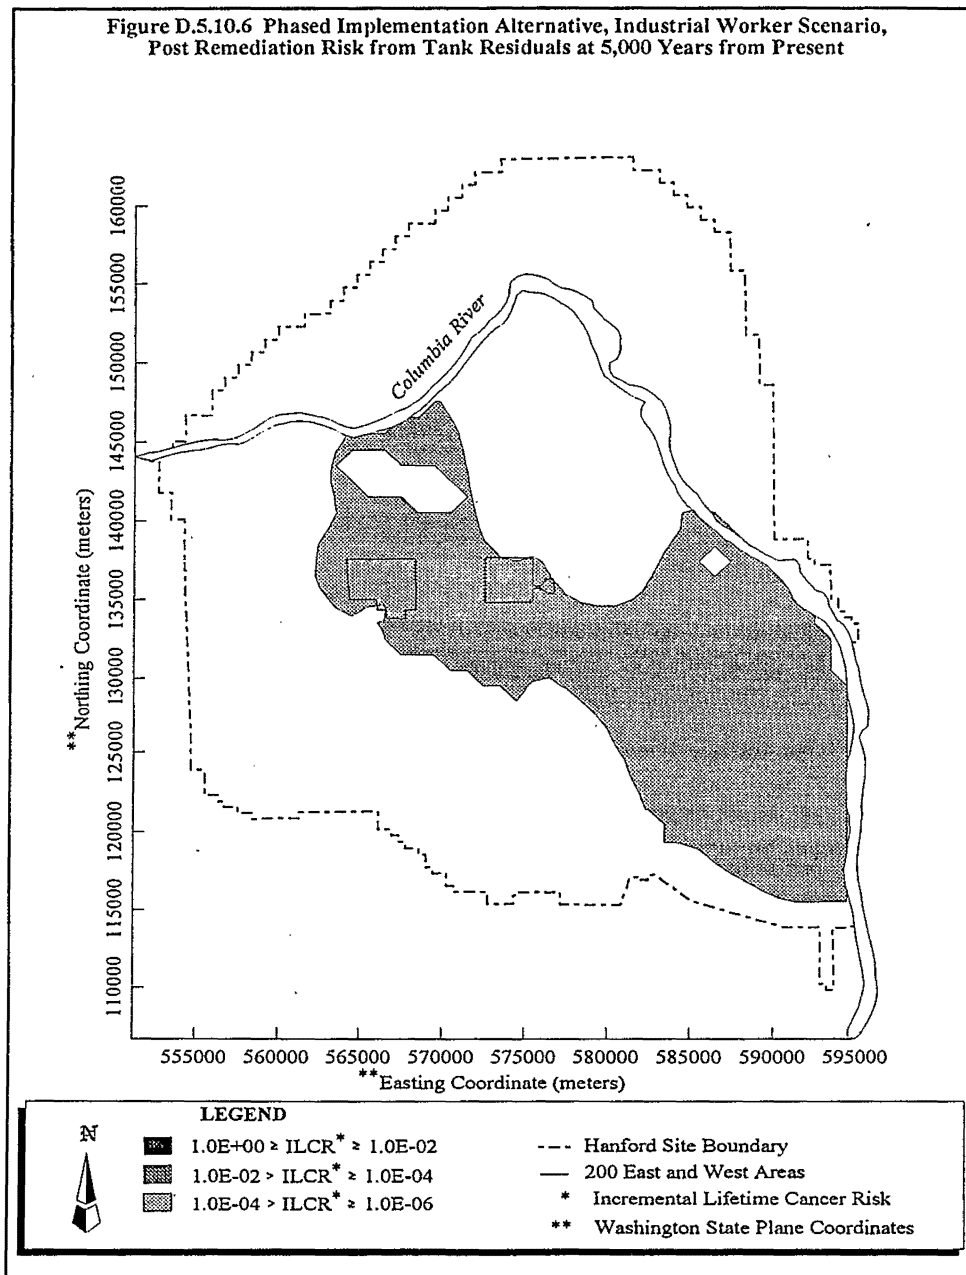 Figure D.5.10.6 Phased Implementation Alternative, Industrial Worker Scenario,
Post Remediation Risk from Tank Residuals at 5,000 Years from Present
160000
155000
150000
145000
140000
135000
130000
125000
120000
115000
110000
**Northing Coordinate (meters)
Columbia River
555000 560000 565000 570000 575000 580000 585000 590000 595000
**Easting Coordinate (meters)
LEGEND
N
1.0E+00 ≥ ILCR* ≥ 1.0E-02
1.0E-02 > ILCR* ≥ 1.0E-04
1.0E-04 > ILCR* ≥ 1.0E-06
Hanford Site Boundary
200 East and West Areas
* Incremental Lifetime Cancer Risk
** Washington State Plane Coordinates